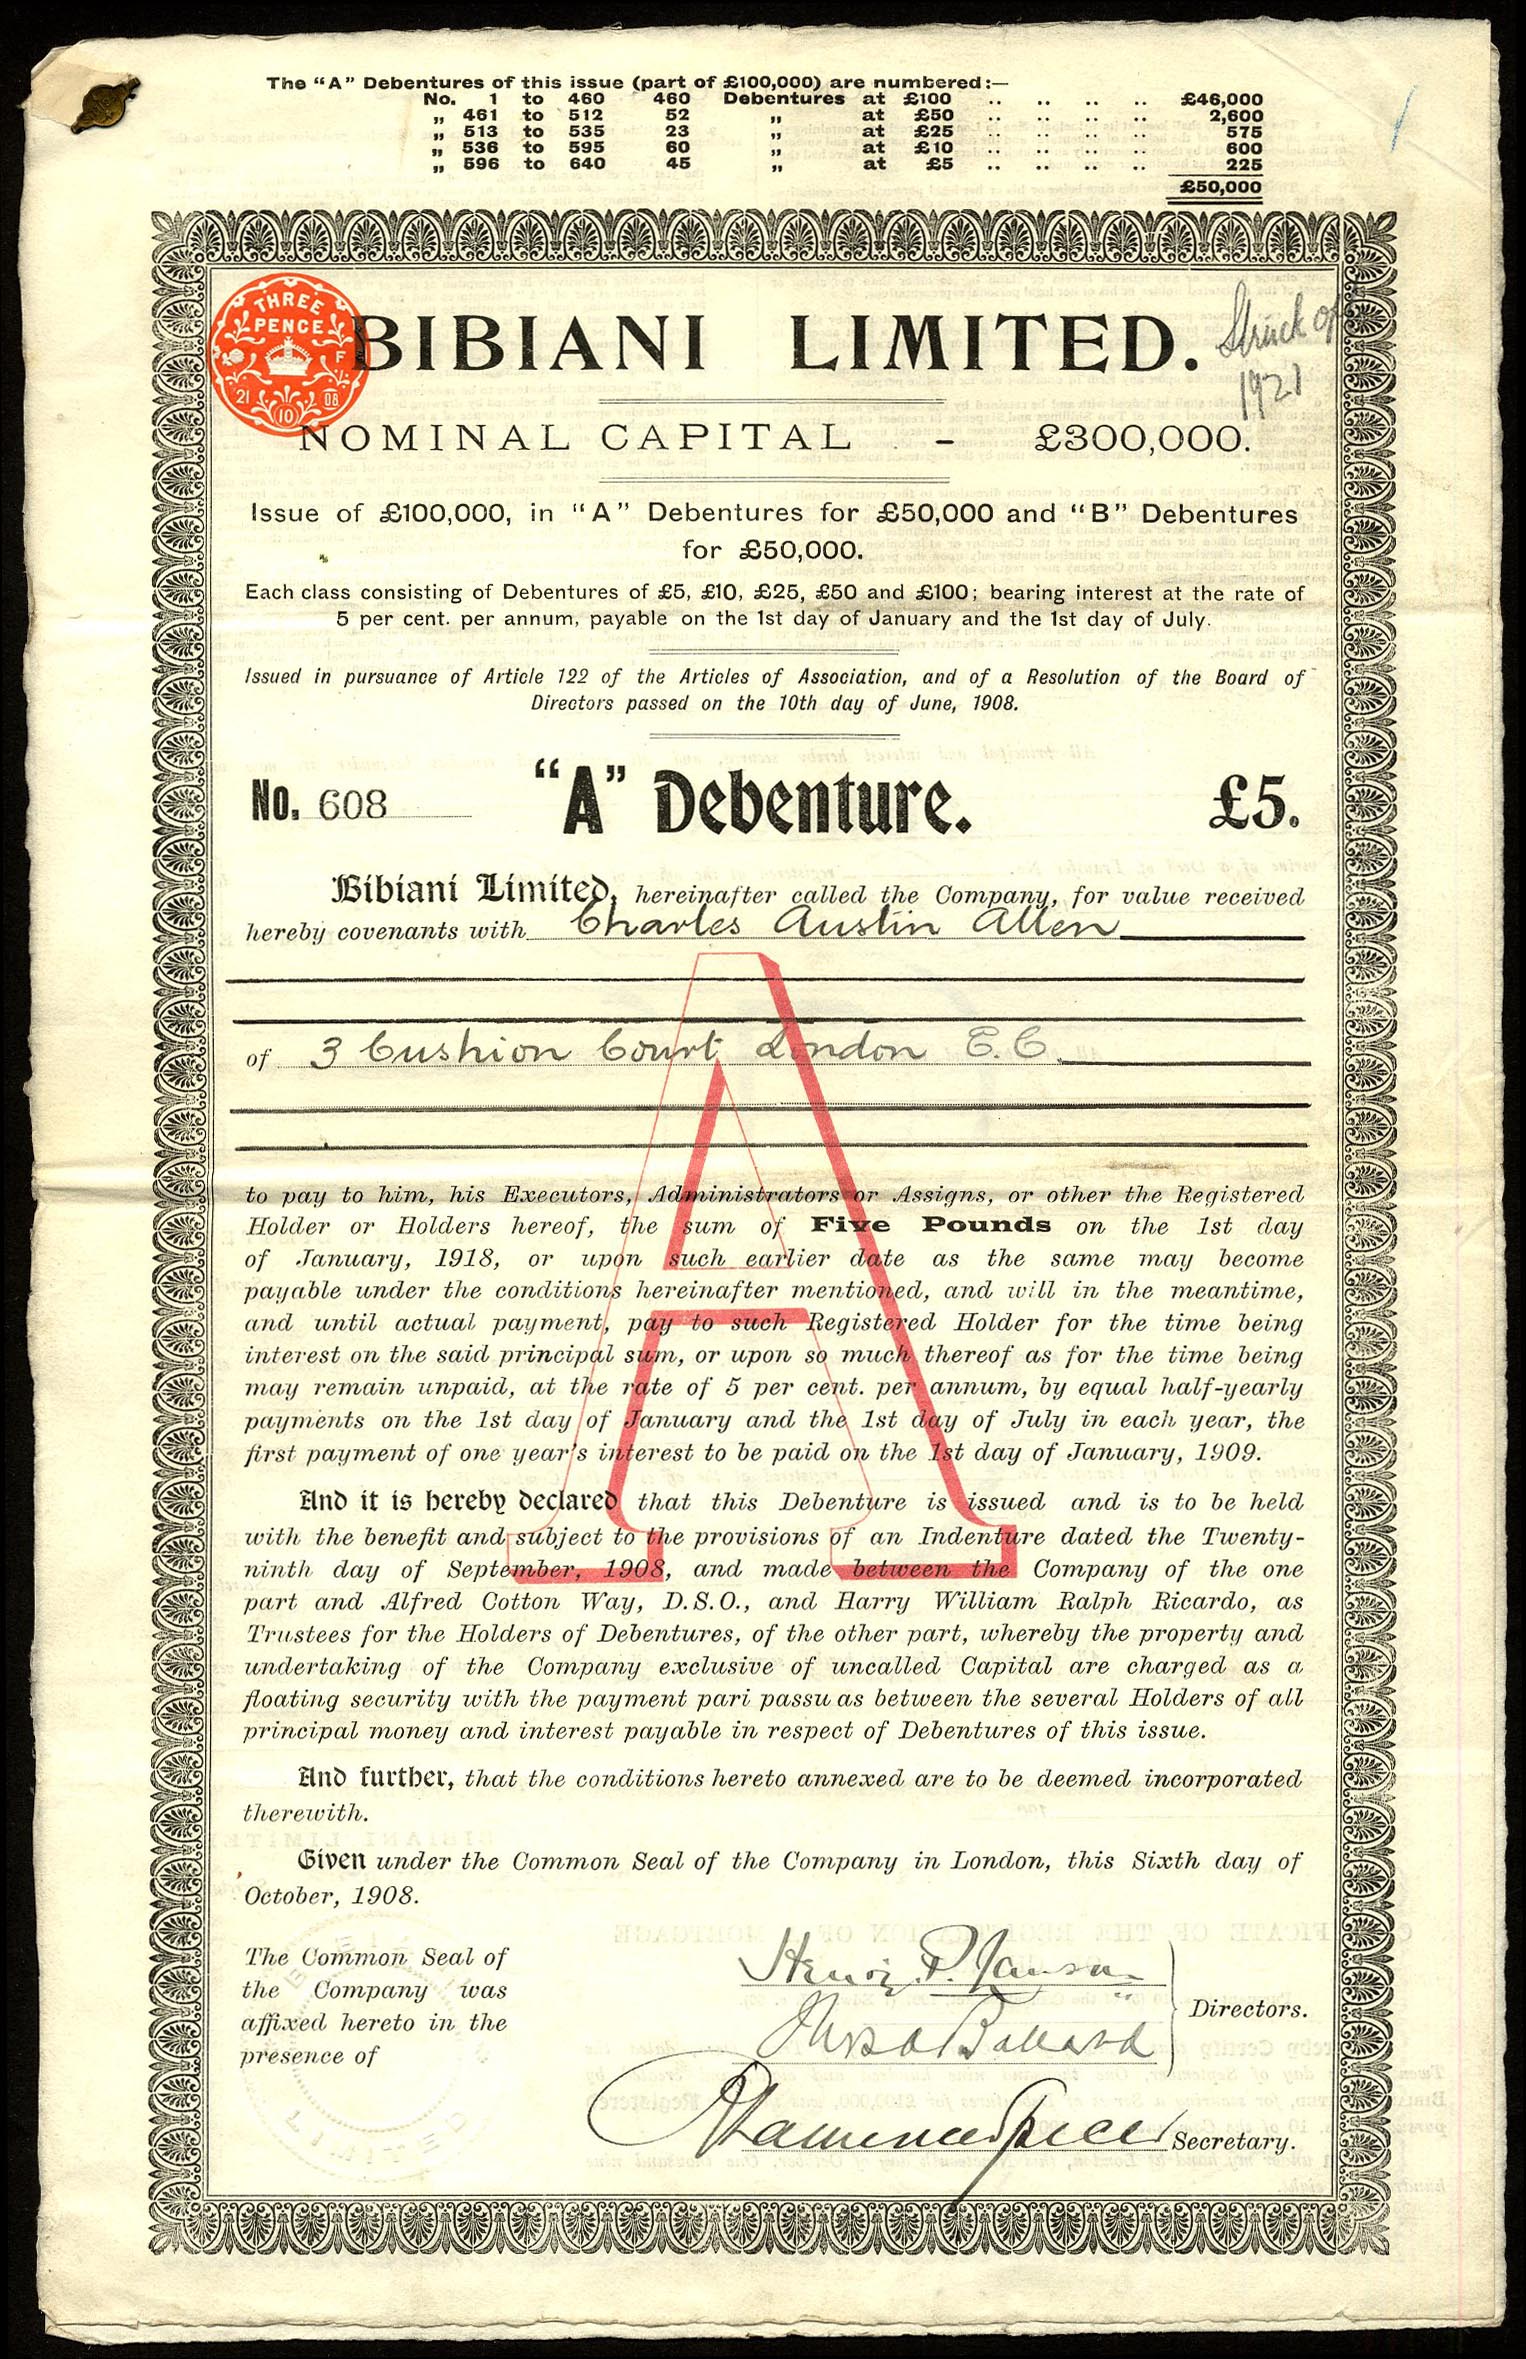 The "A" Debentures of this issue (part of £100,000) are numbered:—
No. 1 to 460 460 Debentures at £100 .. .. .. .. £46,000
„ 461 to 512 52 „ at £50 .. .. .. .. 2,600
„ 513 to 535 23 „ at £25 .. .. .. .. 575
„ 536 to 595 60 „ at £10 .. .. .. .. 600
„ 596 to 640 45 „ at £5 .. .. .. .. 225
£50,000
THREE
PENCE
F
21 10 08
BIBIANI LIMITED.
Struck off
1921
NOMINAL CAPITAL - £300,000.
Issue of £100,000, in "A" Debentures for £50,000 and "B" Debentures
for £50,000.
Each class consisting of Debentures of £5, £10, £25, £50 and £100; bearing interest at the rate of
5 per cent. per annum, payable on the 1st day of January and the 1st day of July.
Issued in pursuance of Article 122 of the Articles of Association, and of a Resolution of the Board of
Directors passed on the 10th day of June, 1908.
No. 608 "A" Debenture. £5.
Bibiani Limited, hereinafter called the Company, for value received
hereby covenants with Charles Austin Allen
of 3 Cushion Court London E.C.
A
to pay to him, his Executors, Administrators or Assigns, or other the Registered
Holder or Holders hereof, the sum of Five Pounds on the 1st day
of January, 1918, or upon such earlier date as the same may become
payable under the conditions hereinafter mentioned, and will in the meantime,
and until actual payment, pay to such Registered Holder for the time being
interest on the said principal sum, or upon so much thereof as for the time being
may remain unpaid, at the rate of 5 per cent. per annum, by equal half-yearly
payments on the 1st day of January and the 1st day of July in each year, the
first payment of one year's interest to be paid on the 1st day of January, 1909.
And it is hereby declared that this Debenture is issued and is to be held
with the benefit and subject to the provisions of an Indenture dated the Twenty-
ninth day of September, 1908, and made between the Company of the one
part and Alfred Cotton Way, D.S.O., and Harry William Ralph Ricardo, as
Trustees for the Holders of Debentures, of the other part, whereby the property and
undertaking of the Company exclusive of uncalled Capital are charged as a
floating security with the payment pari passu as between the several Holders of all
principal money and interest payable in respect of Debentures of this issue.
And further, that the conditions hereto annexed are to be deemed incorporated
therewith.
Given under the Common Seal of the Company in London, this Sixth day of
October, 1908.
The Common Seal of
the Company was
affixed hereto in the
presence of
LIMITED
Directors.
Secretary.